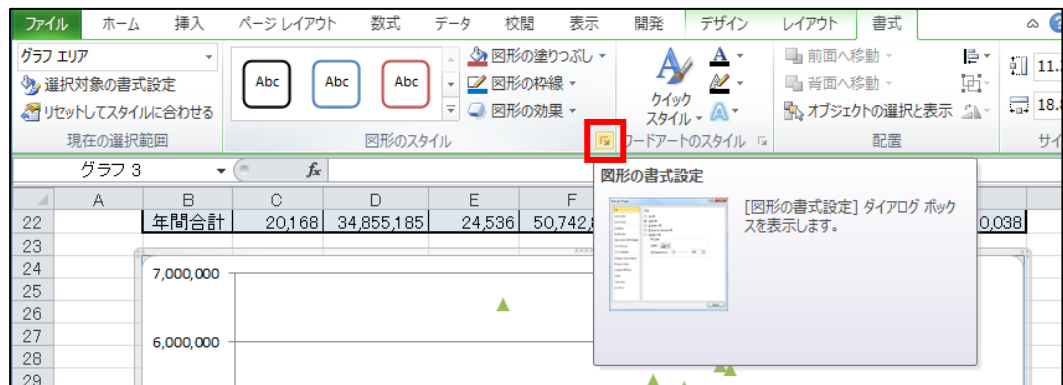 ファイル ホーム 挿入 ページ レイアウト 数式 データ 校閲 表示 開発 デザイン レイアウト 書式
グラフ エリア
選択対象の書式設定
リセットしてスタイルに合わせる
現在の選択範囲
Abc Abc Abc
図形の塗りつぶし
図形の枠線
図形の効果
図形のスタイル
クイック
スタイル
ワードアートのスタイル
前面へ移動
背面へ移動
オブジェクトの選択と表示
配置
11.
18.
サイ
グラフ 3 fx
図形の書式設定
[図形の書式設定] ダイアログ ボック
スを表示します。
A B C D E F
22 年間合計 20,168 34,855,185 24,536 50,742, 0,038
23
24 7,000,000
25
26
27 6,000,000
28
29